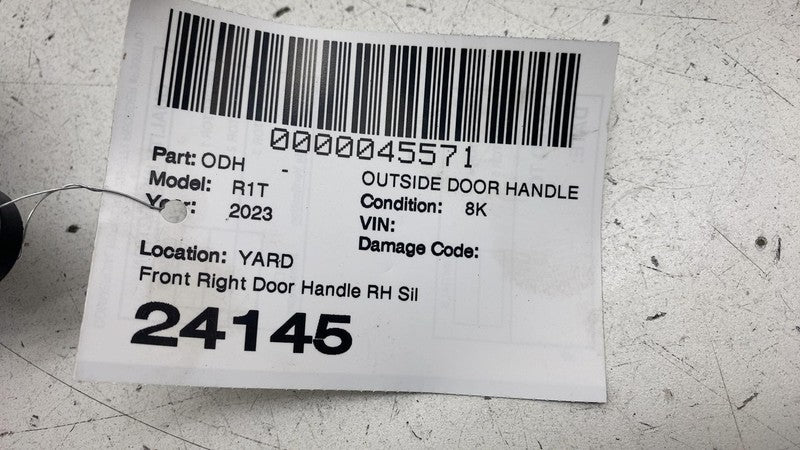 0000045571
Part: ODH -
OUTSIDE DOOR HANDLE
Model: R1T
Condition: 8K
Year: 2023
VIN:
Damage Code:
Location: YARD
Front Right Door Handle RH Sil
24145